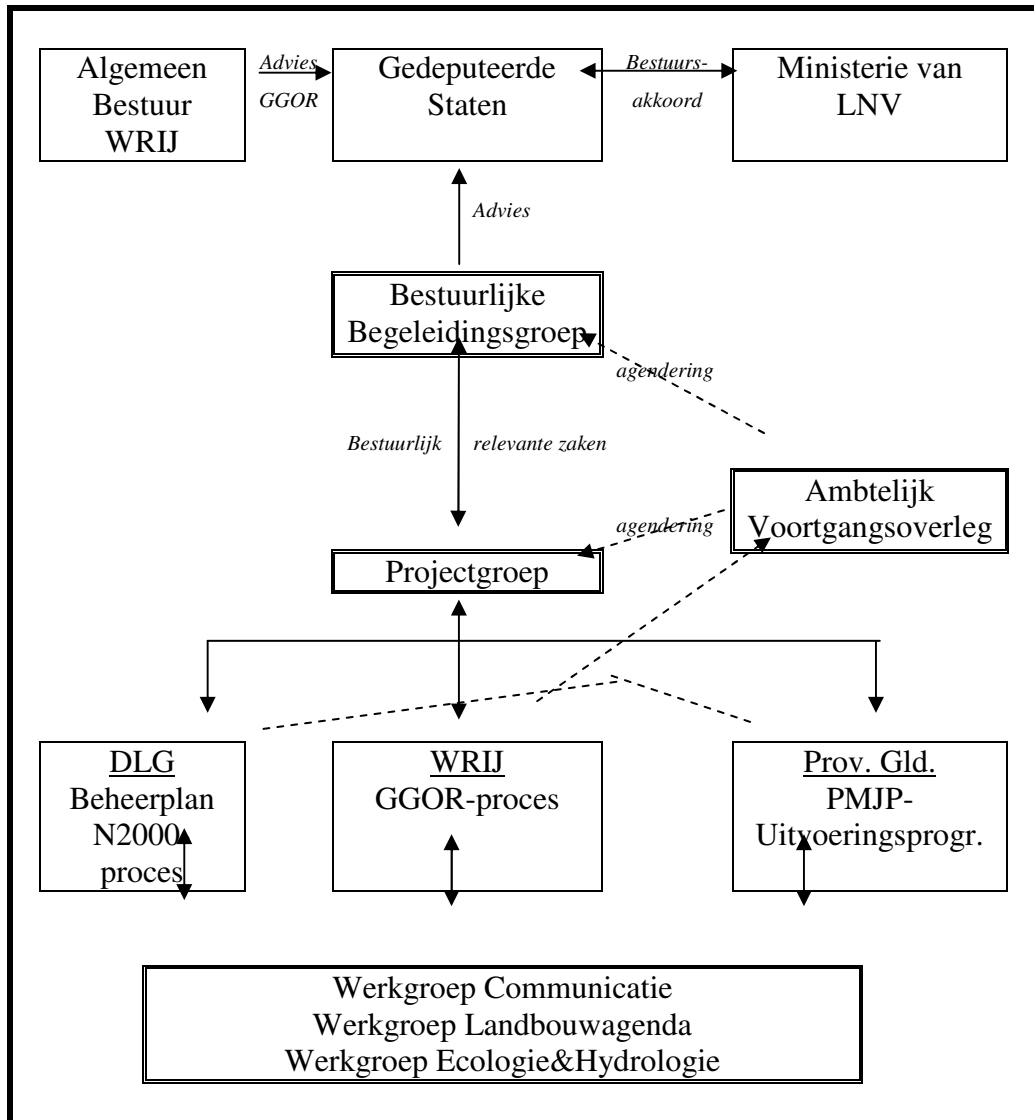 Algemeen
Bestuur
WRIJ
Advies
GGOR
Gedeputeerde
Staten
Bestuurs-
akkoord
Ministerie van
LNV
Advies
Bestuurlijke
Begeleidingsgroep
agendering
Bestuurlijk relevante zaken
Ambtelijk
Voortgangsoverleg
agendering
Projectgroep
DLG
Beheerplan
N2000
proces
WRIJ
GGOR-proces
Prov. Gld.
PMJP-
Uitvoeringsprogr.
Werkgroep Communicatie
Werkgroep Landbouwagenda
Werkgroep Ecologie&Hydrologie